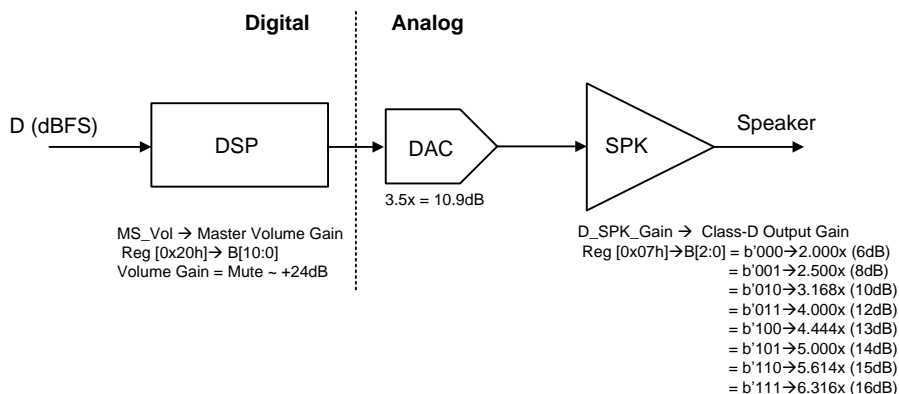 Digital
Analog
D (dBFS)
DSP
DAC
SPK
Speaker
3.5x = 10.9dB
MS_Vol → Master Volume Gain
Reg [0x20h]→ B[10:0]
Volume Gain = Mute ~ +24dB
D_SPK_Gain → Class-D Output Gain
Reg [0x07h]→B[2:0] = b'000→2.000x (6dB)
= b'001→2.500x (8dB)
= b'010→3.168x (10dB)
= b'011→4.000x (12dB)
= b'100→4.444x (13dB)
= b'101→5.000x (14dB)
= b'110→5.614x (15dB)
= b'111→6.316x (16dB)